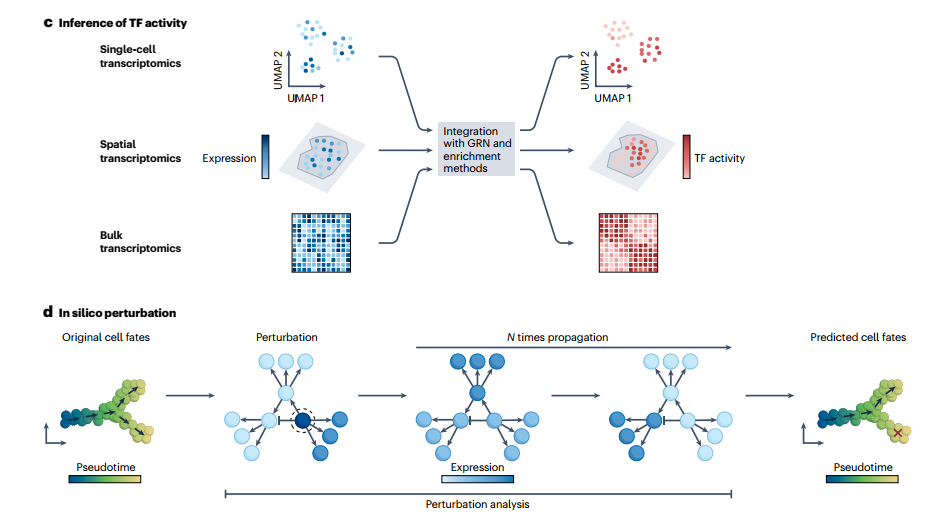 c Inference of TF activity
Single-cell
transcriptomics
UMAP 2
UMAP 1
UMAP 2
UMAP 1
Spatial
transcriptomics
Expression
Integration
with GRN and
enrichment
methods
TF activity
Bulk
transcriptomics
d In silico perturbation
Original cell fates
Perturbation
N times propagation
Predicted cell fates
Pseudotime
Expression
Pseudotime
Perturbation analysis